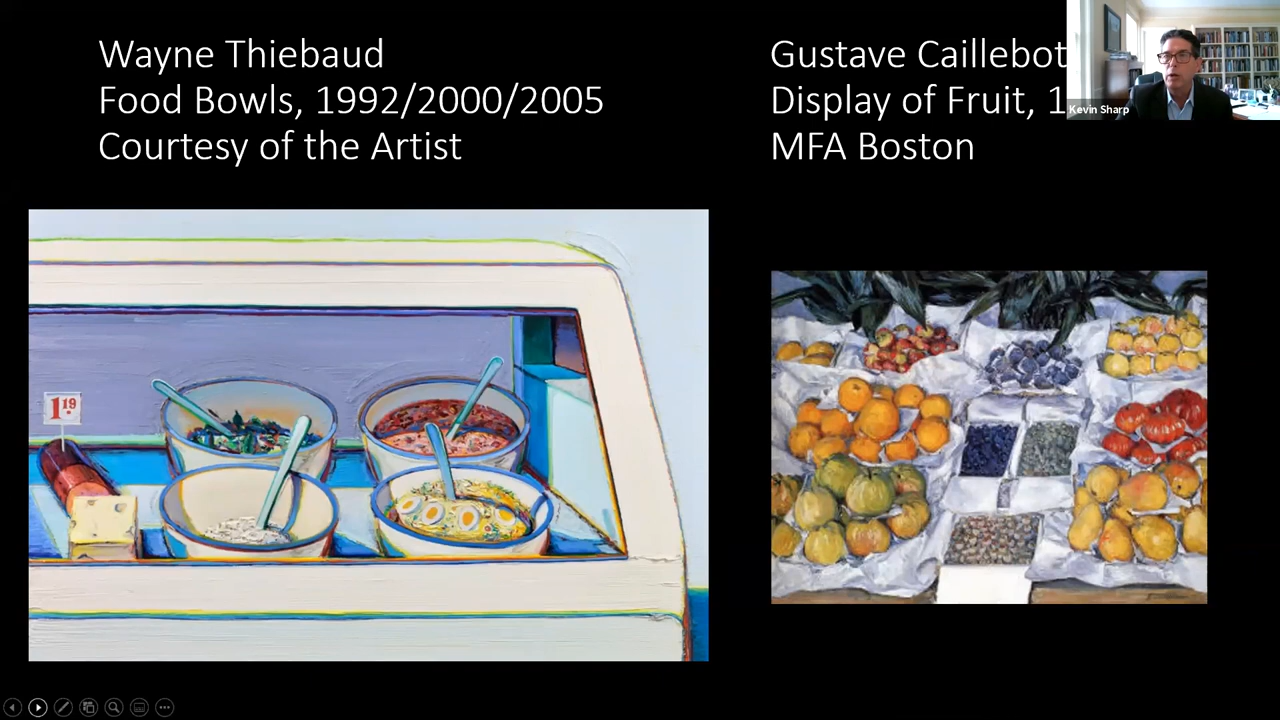 Wayne Thiebaud
Food Bowls, 1992/2000/2005
Courtesy of the Artist
Gustave Caillebot
Display of Fruit, 1
MFA Boston
Kevin Sharp
1 19